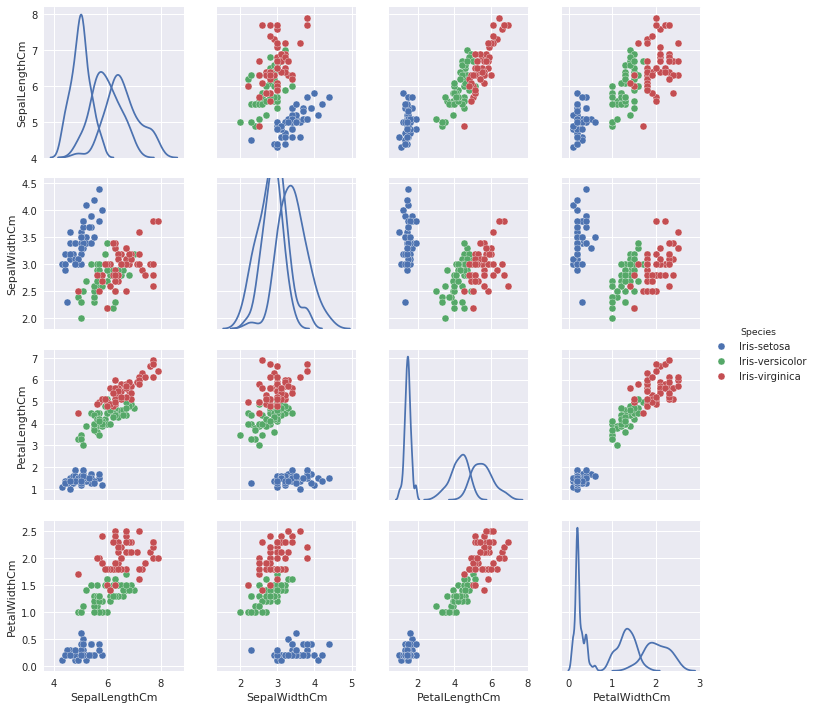 SepalLengthCm
8
7
6
5
4
SepalWidthCm
4.5
4.0
3.5
3.0
2.5
2.0
PetalLengthCm
7
6
5
4
3
2
1
PetalWidthCm
2.5
2.0
1.5
1.0
0.5
0.0
4 6 8
SepalLengthCm
2 3 4 5
SepalWidthCm
0 2 4 6 8
PetalLengthCm
0 1 2 3
PetalWidthCm
Species
Iris-setosa
Iris-versicolor
Iris-virginica